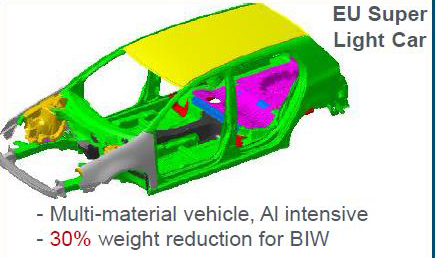 EU Super
Light Car
- Multi-material vehicle, Al intensive
- 30% weight reduction for BIW